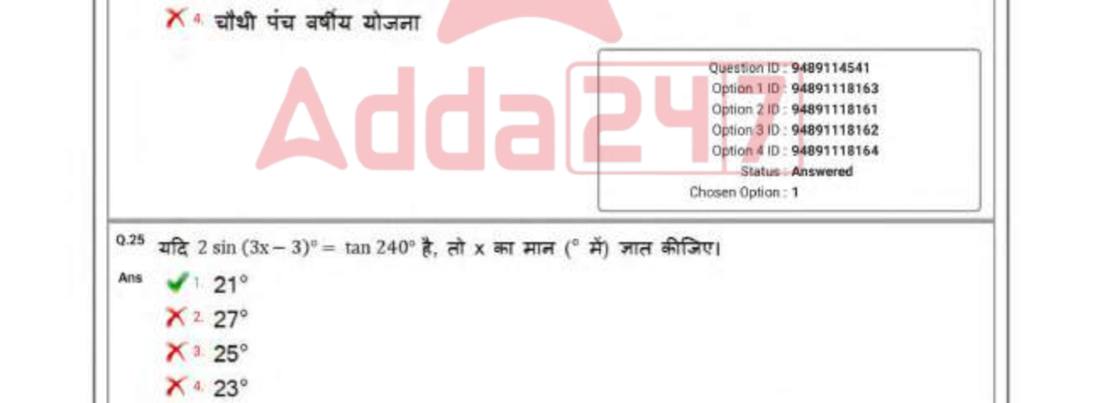 4. चौथी पंच वर्षीय योजना
Adda247
Question ID : 9489114541
Option 1 ID : 94891118163
Option 2 ID : 94891118161
Option 3 ID : 94891118162
Option 4 ID : 94891118164
Status : Answered
Chosen Option : 1
Q.25 यदि 2 sin (3x – 3)° = tan 240° है, तो x का मान (° में) ज्ञात कीजिए।
Ans 1. 21°
2. 27°
3. 25°
4. 23°